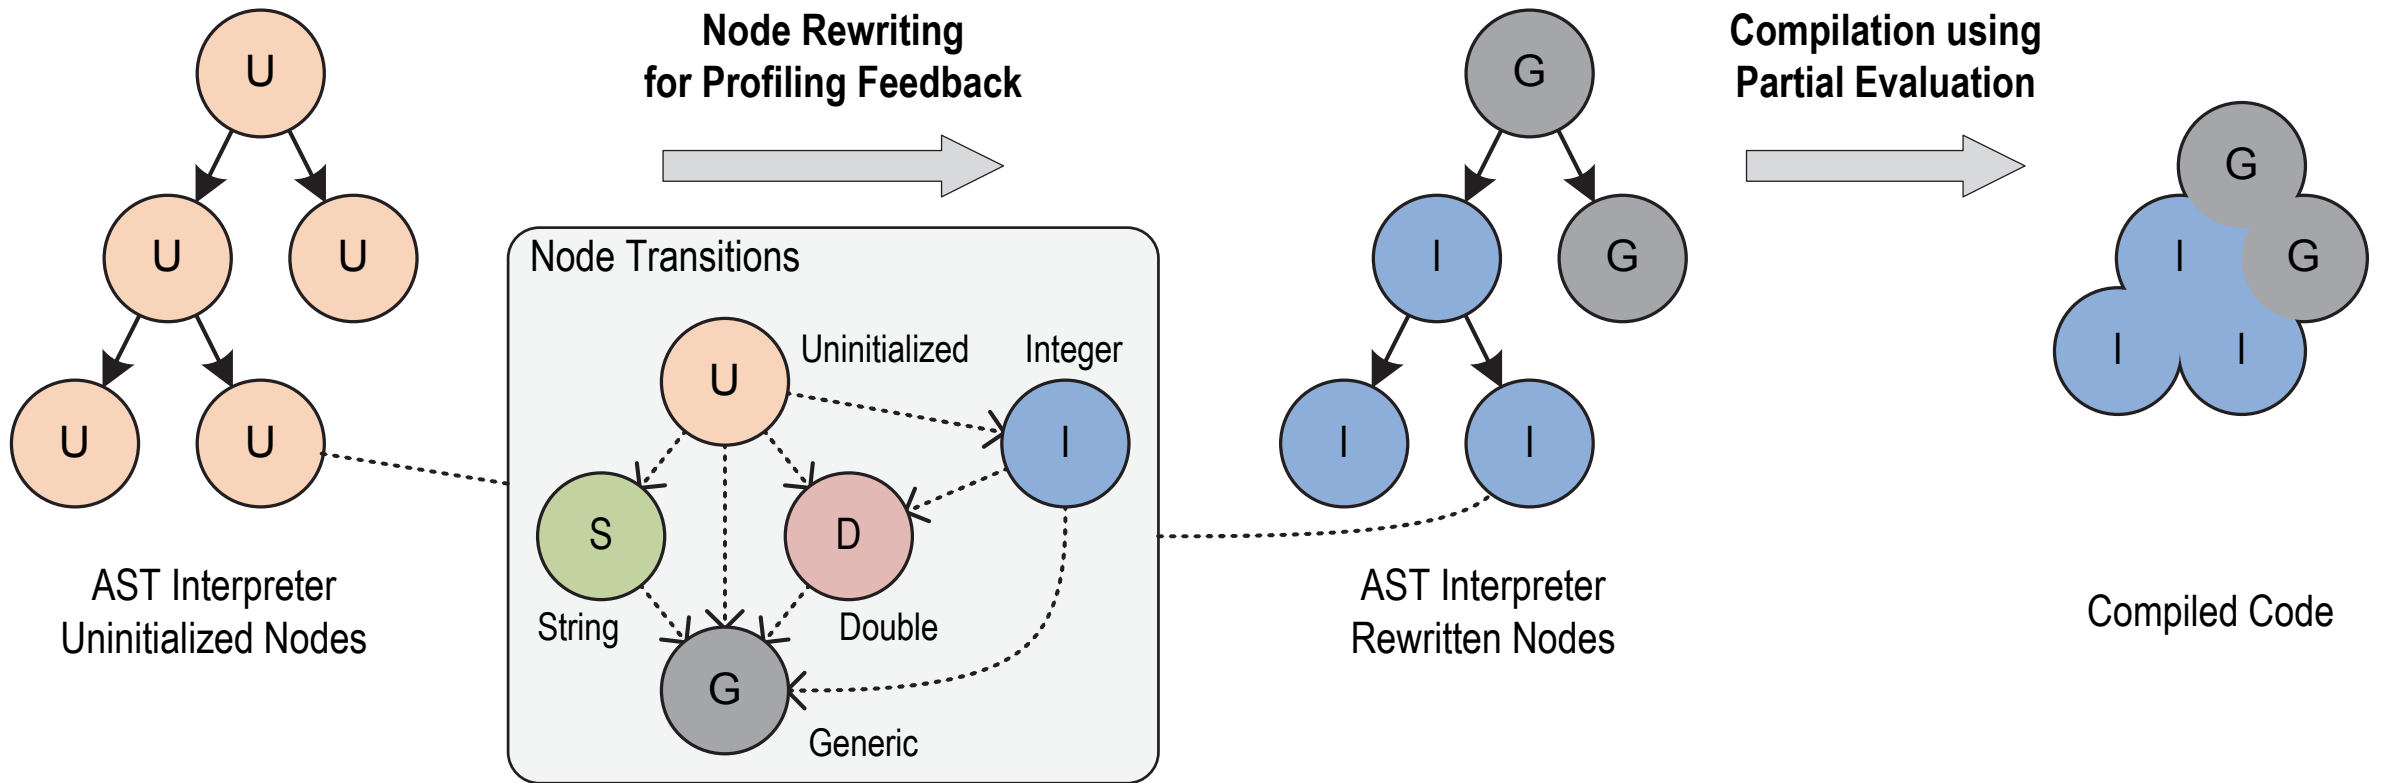 U
U
U
U
U
AST Interpreter
Uninitialized Nodes
Node Rewriting
for Profiling Feedback
Node Transitions
U
Uninitialized
Integer
I
S
D
String
Double
G
Generic
G
I
G
I
I
AST Interpreter
Rewritten Nodes
Compilation using
Partial Evaluation
G
I
G
I
I
Compiled Code